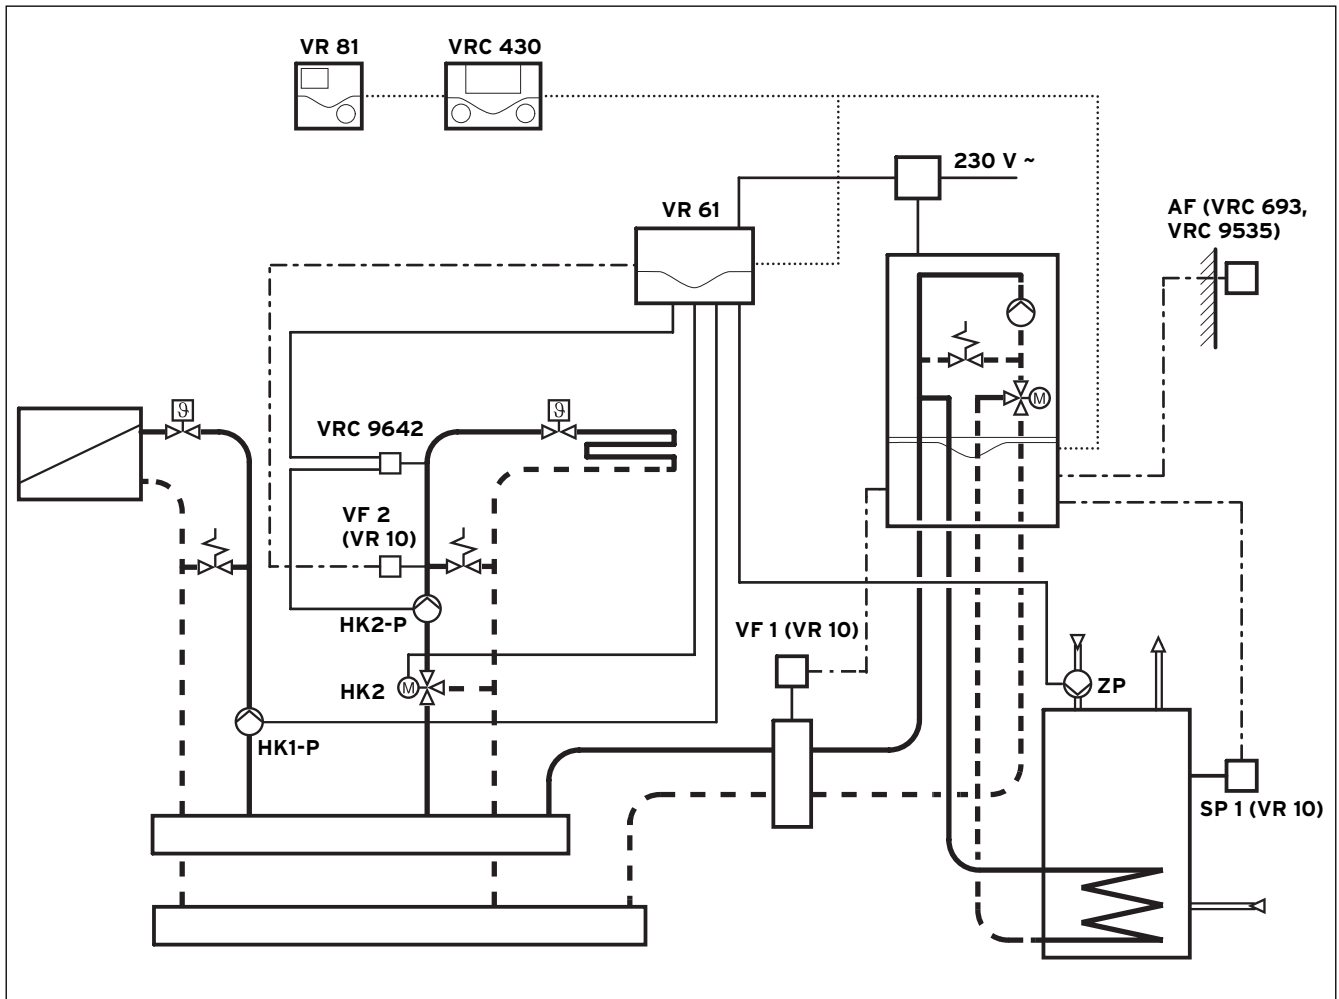 VR 81
VRC 430
230 V ~
VR 61
AF (VRC 693,
VRC 9535)
ϑ
ϑ
M
VRC 9642
VF 2
(VR 10)
HK2-P
VF 1 (VR 10)
HK2
M
ZP
HK1-P
SP 1 (VR 10)